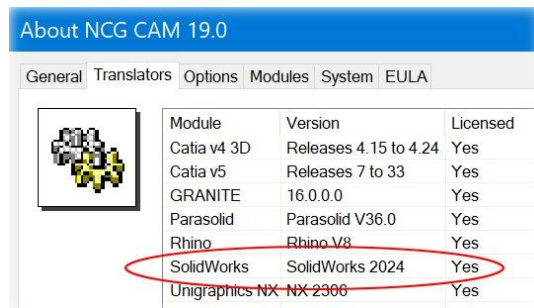 About NCG CAM 19.0
General Translators Options Modules System EULA
Module Version Licensed
Catia v4 3D Releases 4.15 to 4.24 Yes
Catia v5 Releases 7 to 33 Yes
GRANITE 16.0.0.0 Yes
Parasolid Parasolid V36.0 Yes
Rhino Rhino V8 Yes
SolidWorks SolidWorks 2024 Yes
Unigraphics NX NX 2306 Yes